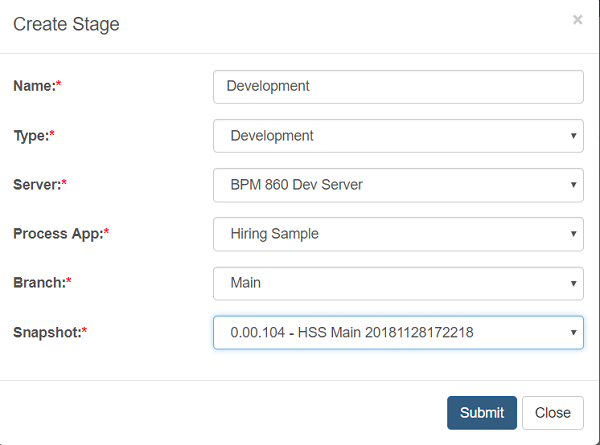 Create Stage ×
Name:* Development
Type:* Development
Server:* BPM 860 Dev Server
Process App:* Hiring Sample
Branch:* Main
Snapshot:* 0.00.104 - HSS Main 20181128172218
Submit Close